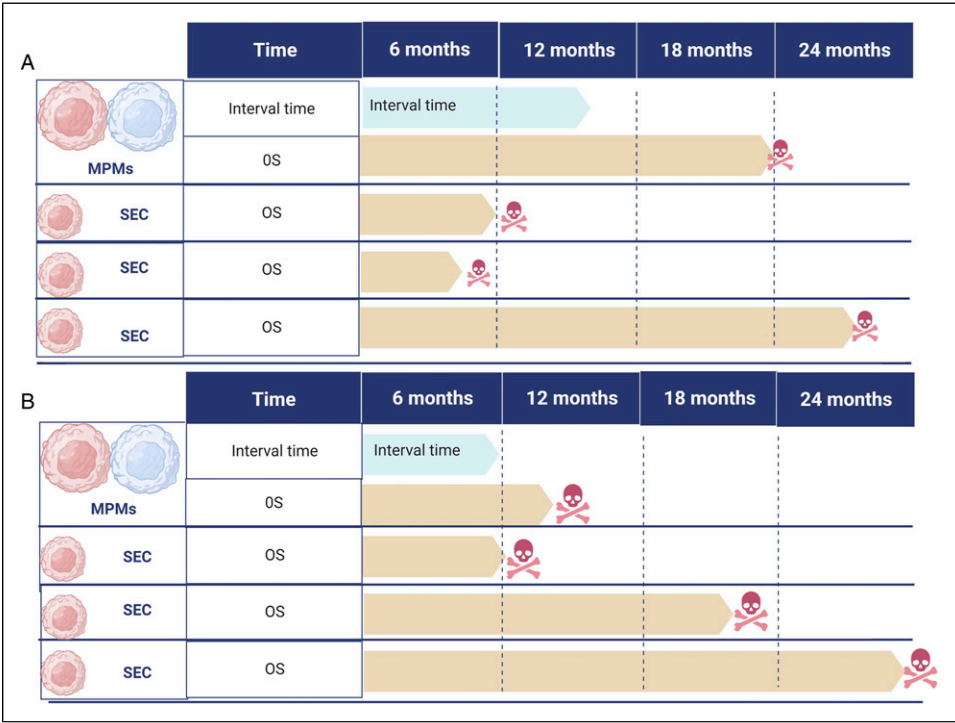 A
Time 6 months 12 months 18 months 24 months
MPMs
Interval time Interval time
0S
SEC OS
SEC OS
SEC OS
B
Time 6 months 12 months 18 months 24 months
MPMs
Interval time Interval time
0S
SEC OS
SEC OS
SEC OS